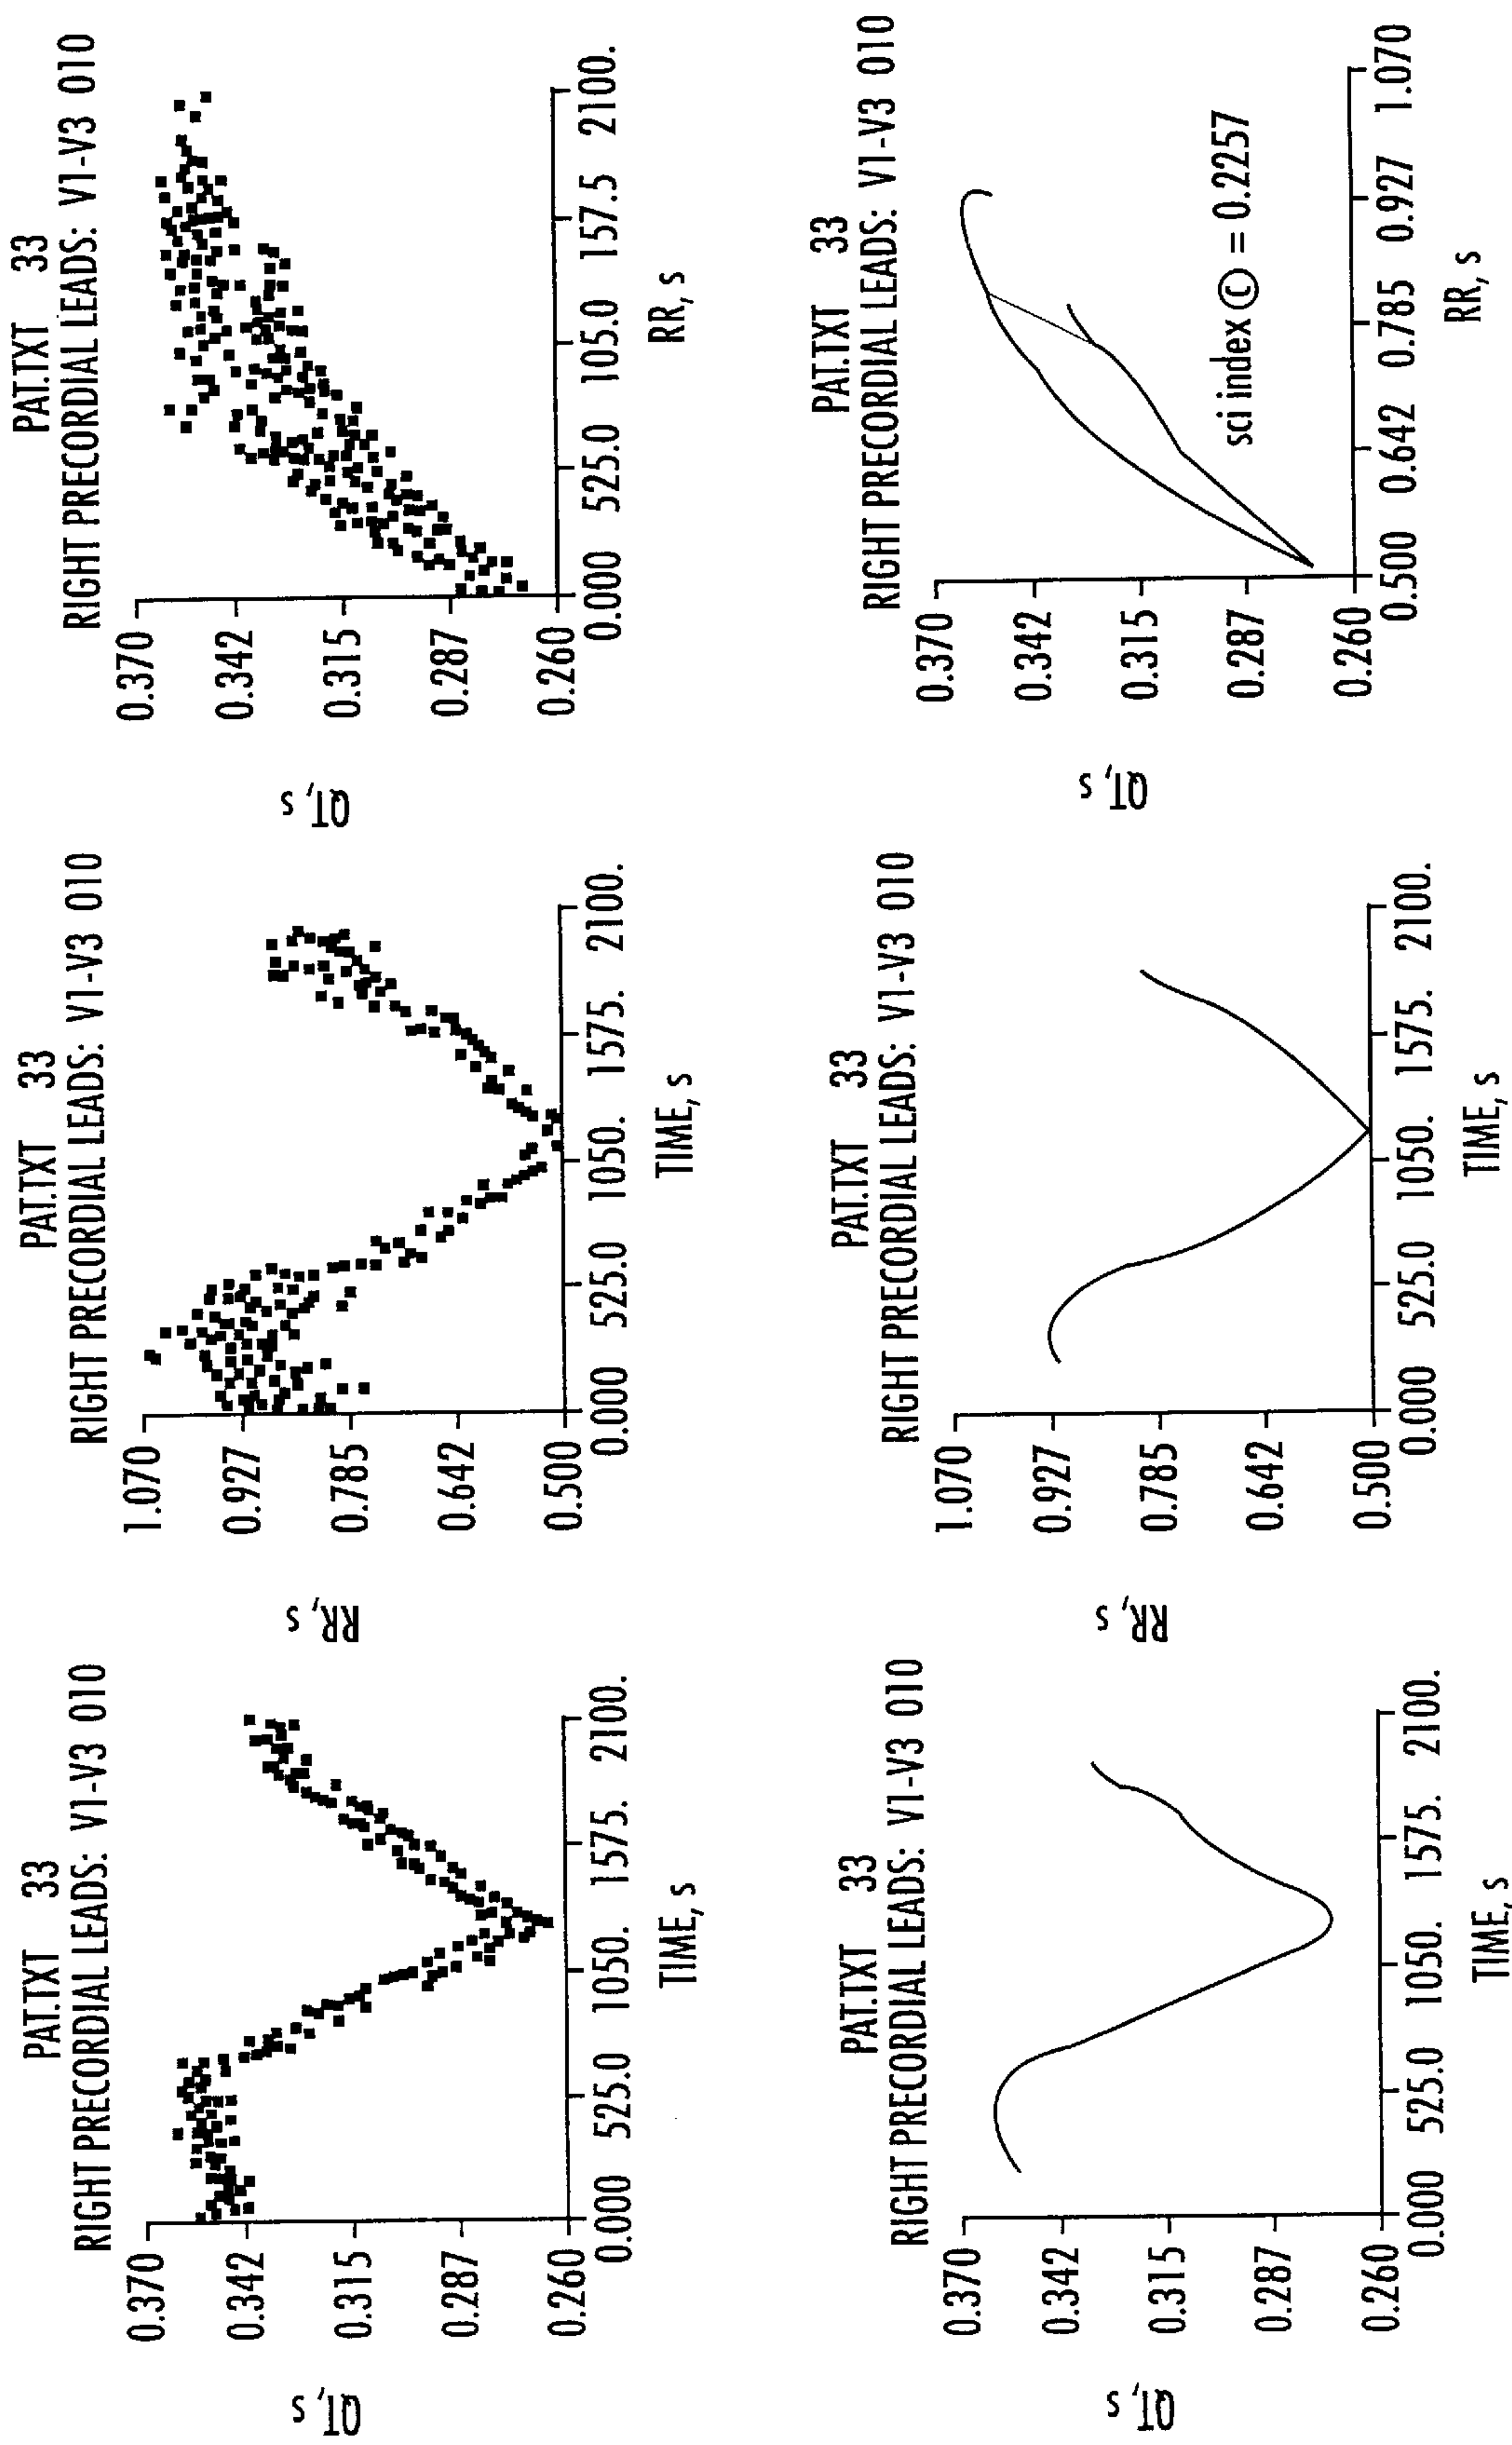 PAT.TXT 33
RIGHT PRECORDIAL LEADS: V1-V3 010
0.370
0.342
0.315
0.287
0.260
QT, s
0.000 525.0 1050. 1575. 2100.
TIME, s
PAT.TXT 33
RIGHT PRECORDIAL LEADS: V1-V3 010
1.070
0.927
0.785
0.642
0.500
RR, s
0.000 525.0 1050. 1575. 2100.
TIME, s
PAT.TXT 33
RIGHT PRECORDIAL LEADS: V1-V3 010
0.370
0.342
0.315
0.287
0.260
QT, s
0.000 525.0 105.0 157.5 2100.
RR, s
PAT.TXT 33
RIGHT PRECORDIAL LEADS: V1-V3 010
0.370
0.342
0.315
0.287
0.260
QT, s
0.000 525.0 1050. 1575. 2100.
TIME, s
PAT.TXT 33
RIGHT PRECORDIAL LEADS: V1-V3 010
1.070
0.927
0.785
0.642
0.500
RR, s
0.000 525.0 1050. 1575. 2100.
TIME, s
PAT.TXT 33
RIGHT PRECORDIAL LEADS: V1-V3 010
0.370
0.342
0.315
0.287
0.260
QT, s
sci index Ⓒ = 0.2257
0.500 0.642 0.785 0.927 1.070
RR, s